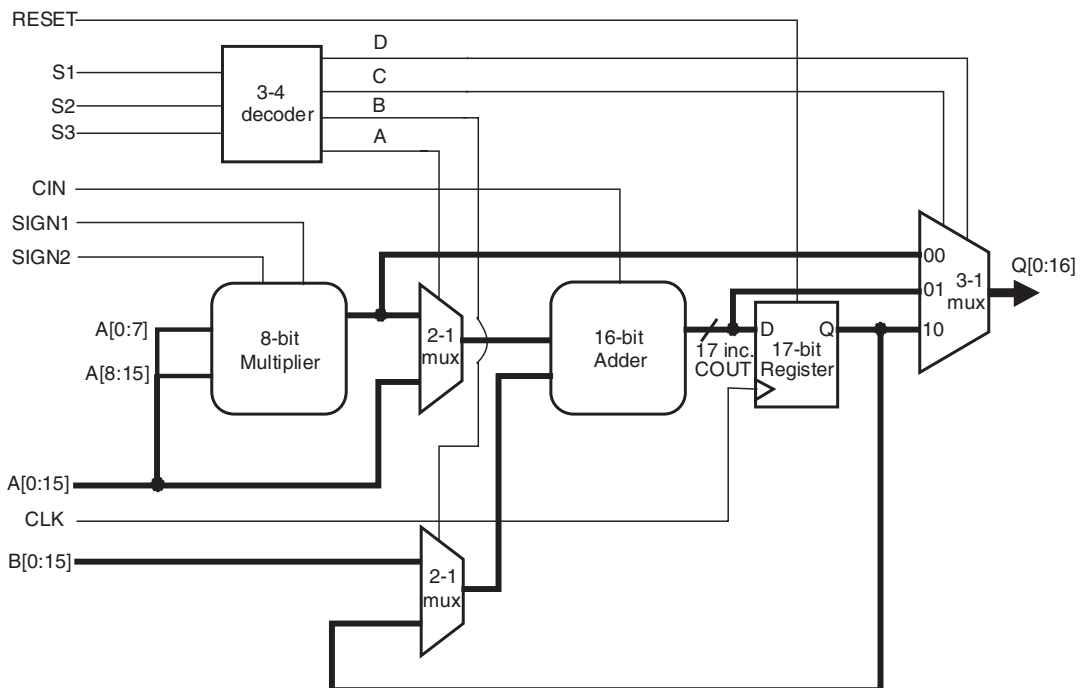 RESET
D
S1
C
3-4
decoder
S2
B
S3
A
CIN
SIGN1
SIGN2
00
Q[0:16]
3-1
mux
01
A[0:7]
8-bit
Multiplier
2-1
mux
16-bit
Adder
D
Q
10
17 inc.
COUT
17-bit
Register
A[8:15]
A[0:15]
CLK
B[0:15]
2-1
mux